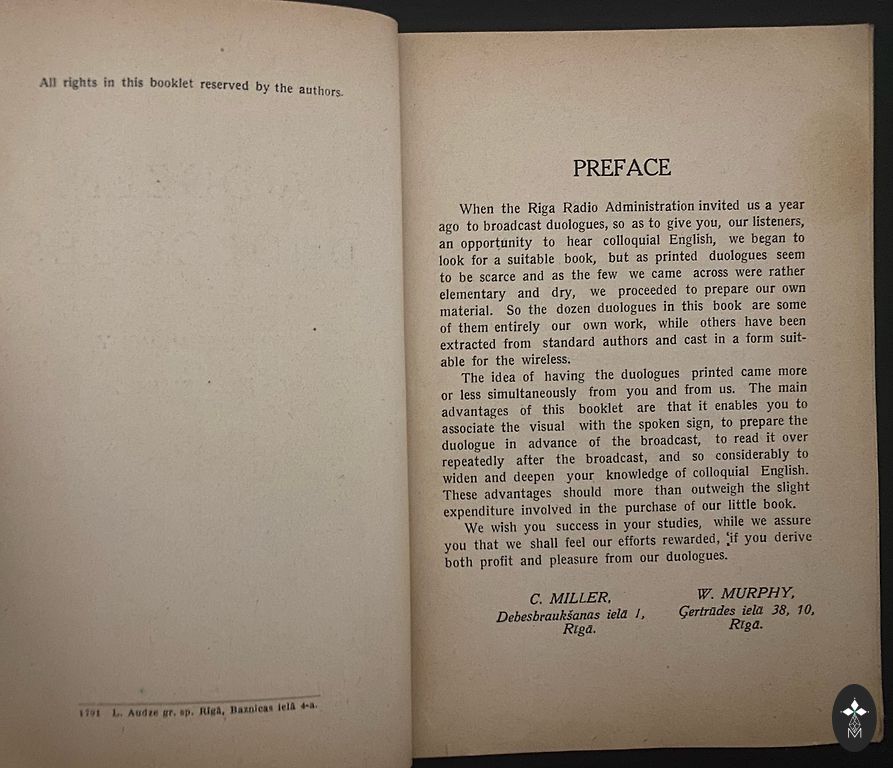 All rights in this booklet reserved by the authors.
1791 L. Audze gr. sp. Rīgā, Baznīcas ielā 4-a.
PREFACE
When the Riga Radio Administration invited us a year
ago to broadcast duologues, so as to give you, our listeners,
an opportunity to hear colloquial English, we began to
look for a suitable book, but as printed duologues seem
to be scarce and as the few we came across were rather
elementary and dry, we proceeded to prepare our own
material. So the dozen duologues in this book are some
of them entirely our own work, while others have been
extracted from standard authors and cast in a form suit-
able for the wireless.
The idea of having the duologues printed came more
or less simultaneously from you and from us. The main
advantages of this booklet are that it enables you to
associate the visual with the spoken sign, to prepare the
duologue in advance of the broadcast, to read it over
repeatedly after the broadcast, and so considerably to
widen and deepen your knowledge of colloquial English.
These advantages should more than outweigh the slight
expenditure involved in the purchase of our little book.
We wish you success in your studies, while we assure
you that we shall feel our efforts rewarded, if you derive
both profit and pleasure from our duologues.
C. MILLER,
Debesbraukšanas ielā 1,
Rīgā.
W. MURPHY,
Ģertrūdes ielā 38, 10,
Rīgā.